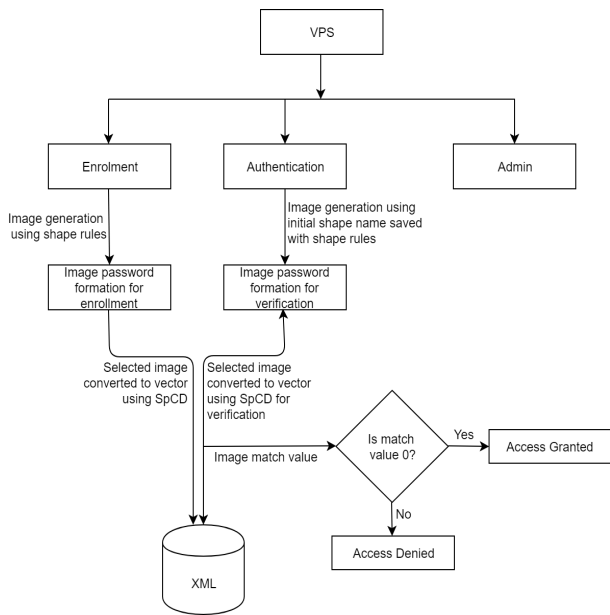 VPS
Enrolment
Authentication
Admin
Image generation
using shape rules
Image generation using
initial shape name saved
with shape rules
Image password
formation for
enrollment
Image password
formation for
verification
Selected image
converted to vector
using SpCD
Selected image
converted to vector
using SpCD for
verification
Image match value
Is match
value 0?
Yes
Access Granted
No
Access Denied
XML